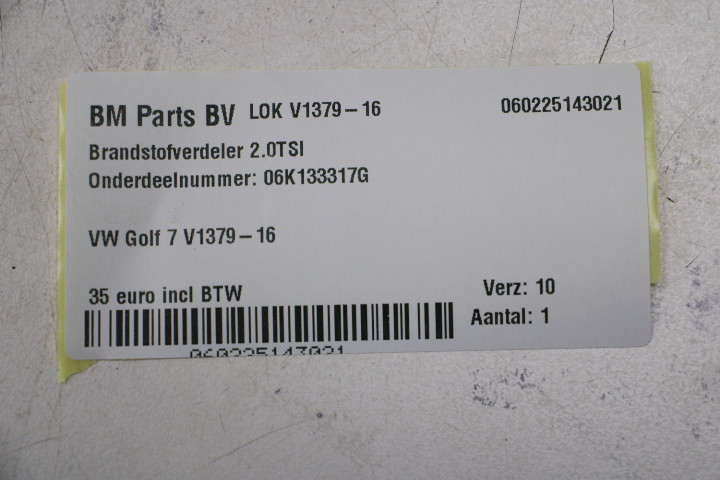 BM Parts BV LOK V1379-16 060225143021
Brandstofverdeler 2.0TSI
Onderdeelnummer: 06K133317G
VW Golf 7 V1379-16
35 euro incl BTW Verz: 10
Aantal: 1
060225143021